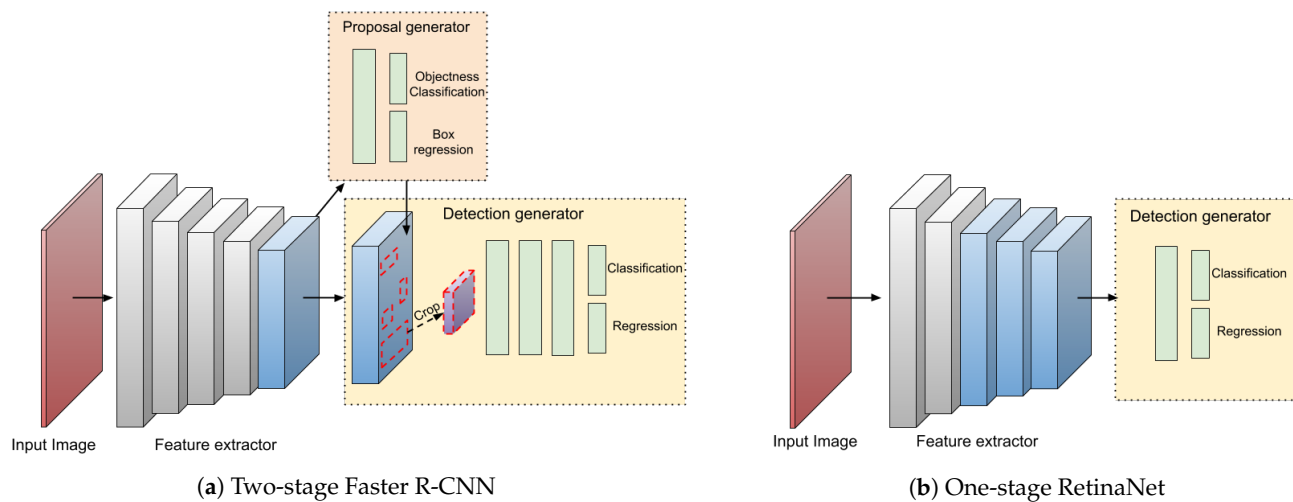 Proposal generator
Objectness
Classification
Box
regression
Detection generator
Classification
Crop
Regression
Input Image
Feature extractor
(a) Two-stage Faster R-CNN
Detection generator
Classification
Regression
Input Image
Feature extractor
(b) One-stage RetinaNet